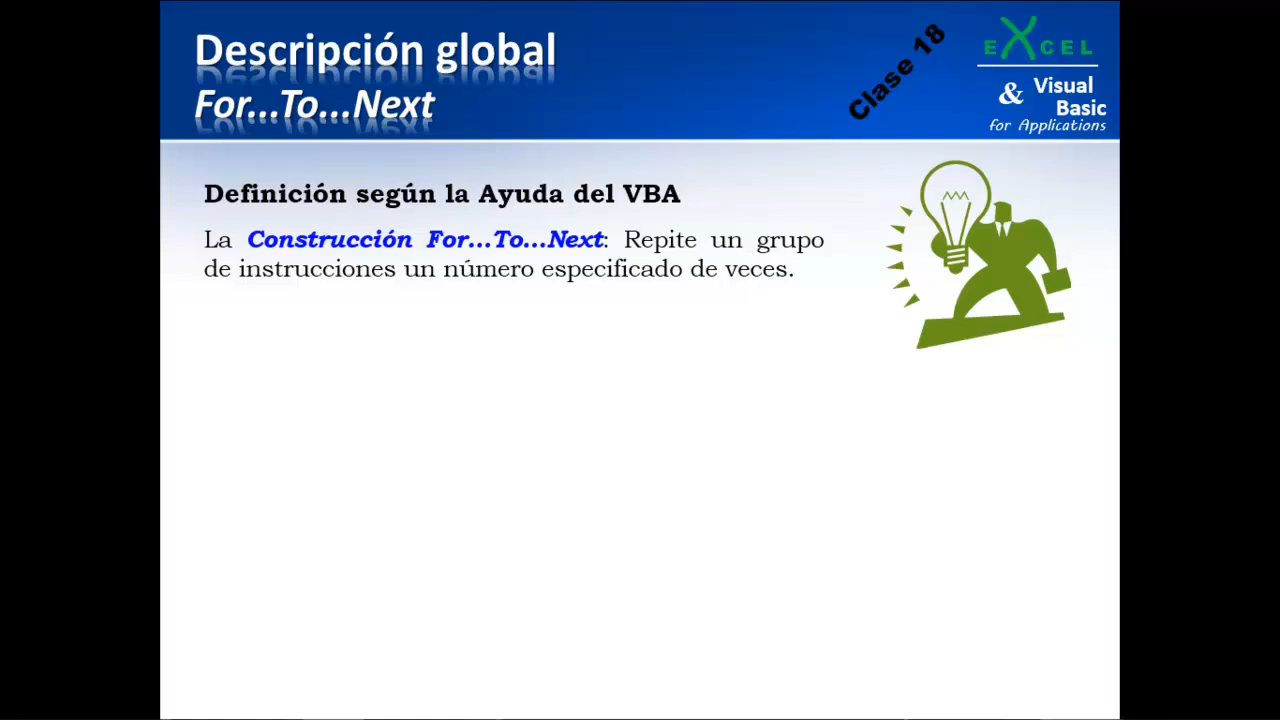 Descripción global
For...To...Next
Clase 18
EXCEL
& Visual
Basic
for Applications
Definición según la Ayuda del VBA
La Construcción For...To...Next: Repite un grupo
de instrucciones un número especificado de veces.